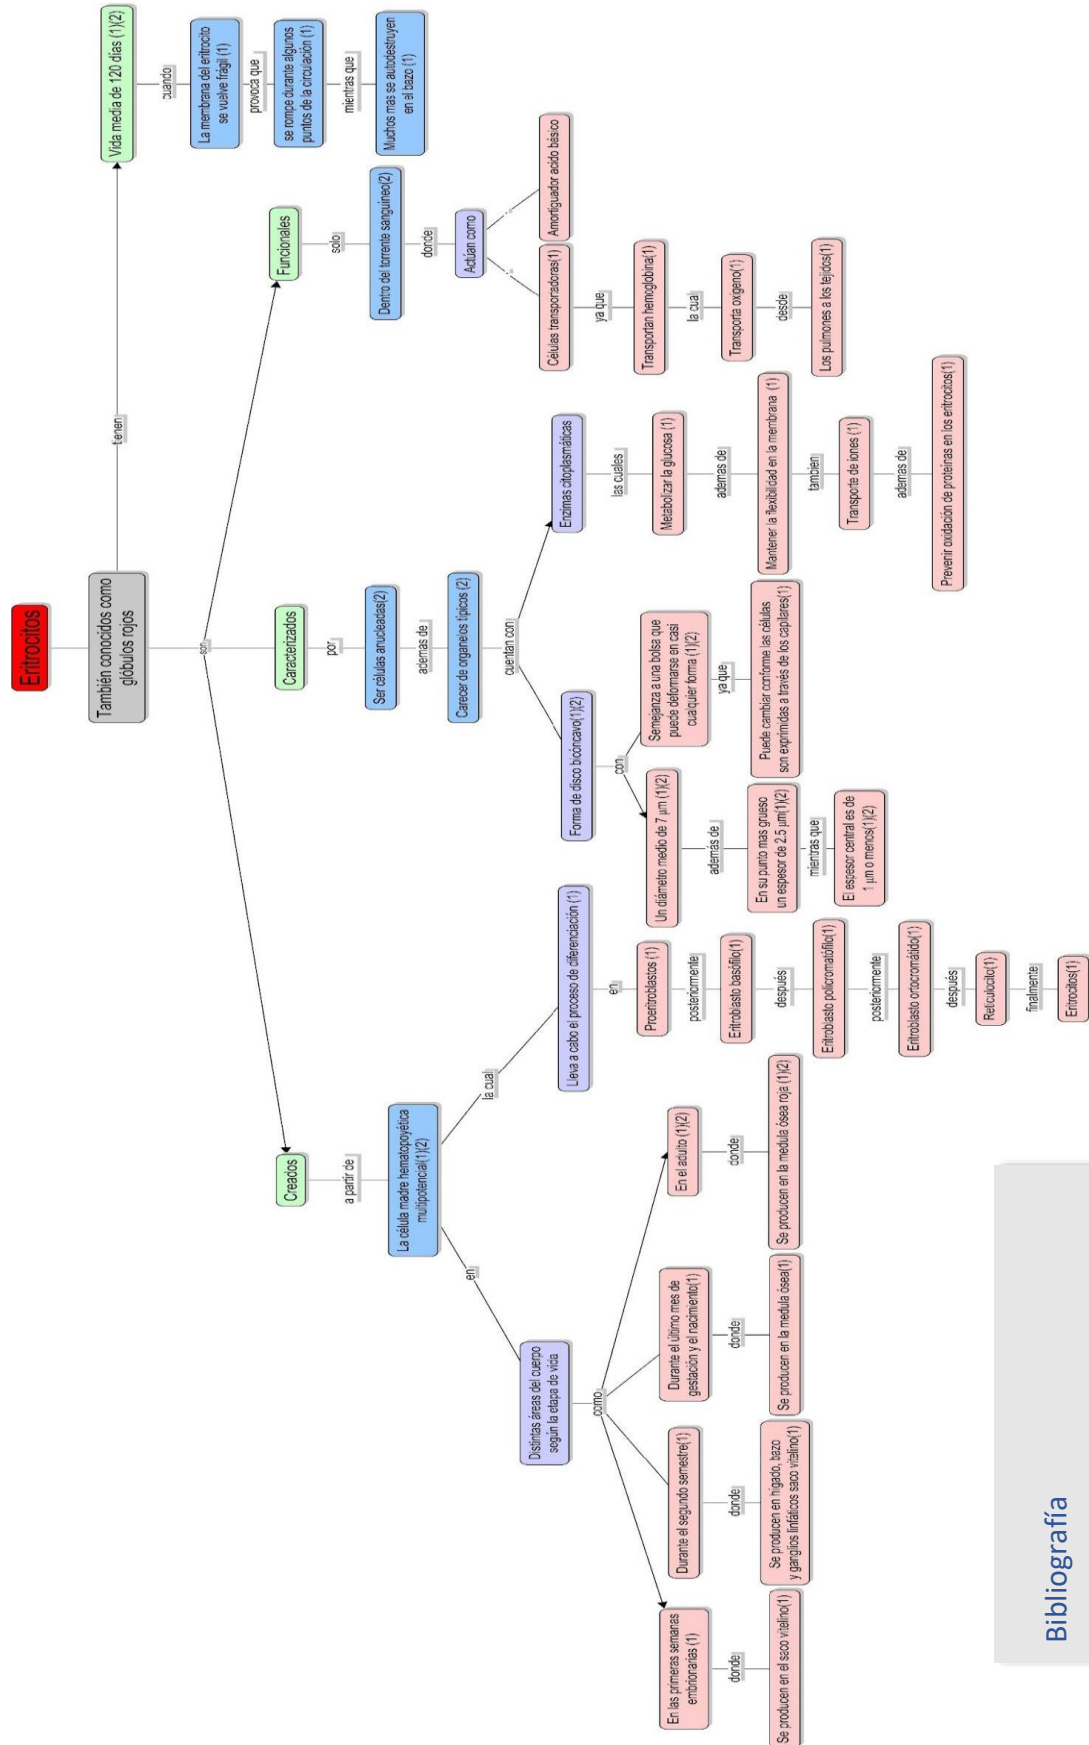 Eritrocitos
También conocidos como
glóbulos rojos
tienen
Vida media de 120 días (1)(2)
cuando
La membrana del eritrocito
se vuelve frágil (1)
provoca que
se rompe durante algunos
puntos de la circulación (1)
mientras que
Muchos mas se autodestruyen
en el bazo (1)
son
Creados
a partir de
La célula madre hematopoyética
multipotencial(1)(2)
en
Distintas áreas del cuerpo
según la etapa de vida
como
En las primeras semanas
embrionarias (1)
donde
Se producen en el saco vitelino(1)
Durante el segundo semestre(1)
donde
Se producen en hígado, bazo
y ganglios linfáticos saco vitelino(1)
Durante el último mes de
gestación y el nacimiento(1)
donde
Se producen en la medula ósea(1)
En el adulto (1)(2)
donde
Se producen en la medula ósea roja (1)(2)
la cual
Lleva a cabo el proceso de diferenciación (1)
en
Proeritroblastos (1)
posteriormente
Eritroblasto basófilo(1)
después
Eritroblasto policromatófilo(1)
posteriormente
Eritroblasto ortocromátido(1)
después
Reticulocito(1)
finalmente
Eritrocitos(1)
Caracterizados
por
Ser células anucleadas(2)
ademas de
Carecer de organelos típicos (2)
cuentan con
Forma de disco bicóncavo(1)(2)
con
Un diámetro medio de 7 µm (1)(2)
además de
En su punto mas grueso
un espesor de 2.5 µm(1)(2)
mientras que
El espesor central es de
1 µm o menos(1)(2)
Semejanza a una bolsa que
puede deformarse en casi
cualquier forma (1)(2)
ya que
Puede cambiar conforme las células
son exprimidas a través de los capilares(1)
Enzimas citoplasmáticas
las cuales
Metabolizar la glucosa (1)
ademas de
Mantener la flexibilidad en la membrana (1)
tambien
Transporte de iones (1)
ademas de
Prevenir oxidación de proteínas en los eritrocitos(1)
Funcionales
solo
Dentro del torrente sanguíneo(2)
donde
Actúan como
Células transportadoras(1)
ya que
Transportan hemoglobina(1)
la cual
Transporta oxigeno(1)
desde
Los pulmones a los tejidos(1)
Amortiguador acido básico
Bibliografía